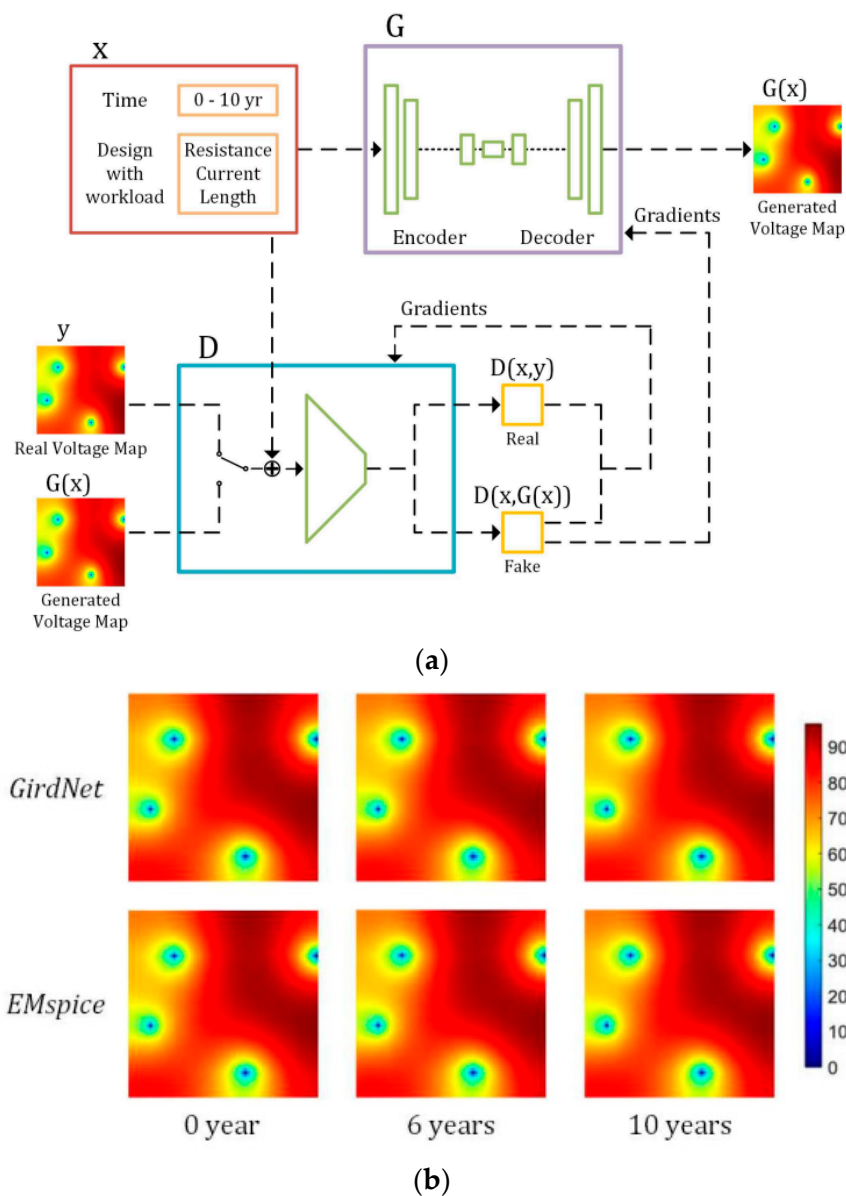 x
Time
0 - 10 yr
Design
with
workload
Resistance
Current
Length
G
Encoder
Decoder
G(x)
Generated
Voltage Map
Gradients
Gradients
y
Real Voltage Map
G(x)
Generated
Voltage Map
D
D(x,y)
Real
D(x,G(x))
Fake
(a)
GirdNet
EMspice
0 year
6 years
10 years
90
80
70
60
50
40
30
20
10
0
(b)